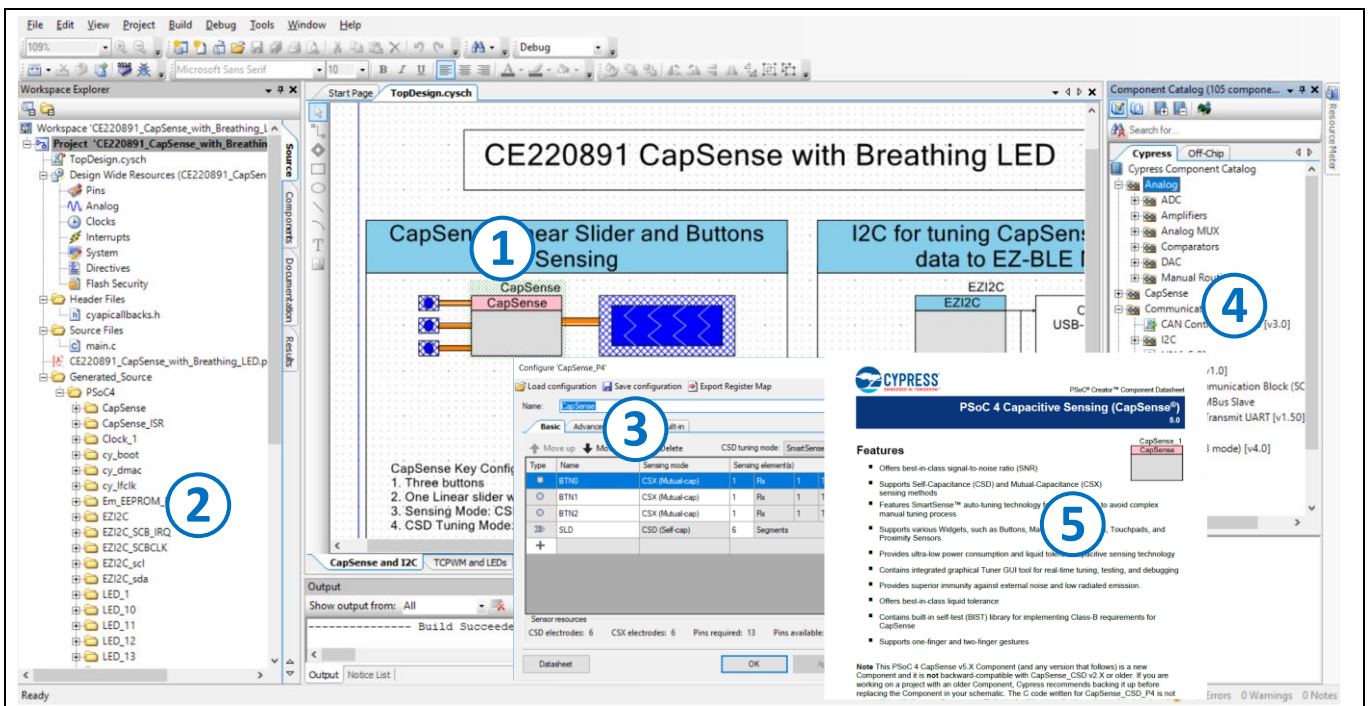 File Edit View Project Build Debug Tools Window Help
109%
Debug
Microsoft Sans Serif
10
B I U
Workspace Explorer
Workspace 'CE220891_CapSense_with_Breathing_L
Project 'CE220891_CapSense_with_Breathin
TopDesign.cysch
Design Wide Resources (CE220891_CapSen
Pins
Analog
Clocks
Interrupts
System
Directives
Flash Security
Header Files
cyapicallbacks.h
Source Files
main.c
CE220891_CapSense_with_Breathing_LED.p
Generated_Source
PSoC4
CapSense
CapSense_ISR
Clock_1
cy_boot
cy_dmac
cy_lfclk
Em_EEPROM_
EZI2C
EZI2C_SCB_IRQ
EZI2C_SCBCLK
EZI2C_scl
EZI2C_sda
LED_1
LED_10
LED_11
LED_12
LED_13
2
Source
Components
Documentation
Results
Ready
Start Page
TopDesign.cysch
CE220891 CapSense with Breathing LED
CapSen ear Slider and Buttons
Sensing
1
CapSense
CapSense
I2C for tuning CapSens
data to EZ-BLE
EZI2C
EZI2C
USB-
CapSense Key Config
1. Three buttons
2. One Linear slider w
3. Sensing Mode: CS
4. CSD Tuning Mode:
CapSense and I2C
TCPWM and LEDs
Output
Show output from: All
--------------- Build Succeede
Output
Notice List
Configure 'CapSense_P4'
Load configuration Save configuration Export Register Map
Name: CapSense
Basic Advance uilt-in
3
Move up Mo Delete CSD tuning mode: SmartSense
Type Name Sensing mode Sensing element(s)
BTN0 CSX (Mutual-cap) 1 Rx 1 T
BTN1 CSX (Mutual-cap) 1 Rx 1 T
BTN2 CSX (Mutual-cap) 1 Rx 1 T
SLD CSD (Self-cap) 6 Segments
Sensor resources
CSD electrodes: 6 CSX electrodes: 6 Pins required: 13 Pins available:
Datasheet
OK
CYPRESS
EMBEDDED IN TOMORROW
PSoC® Creator™ Component Datasheet
PSoC 4 Capacitive Sensing (CapSense®)
5.0
CapSense_1
CapSense
Features
Offers best-in-class signal-to-noise ratio (SNR)
Supports Self-Capacitance (CSD) and Mutual-Capacitance (CSX)
sensing methods
Features SmartSense™ auto-tuning technology to avoid complex
manual tuning process
Supports various Widgets, such as Buttons, Ma Touchpads, and
Proximity Sensors
5
Provides ultra-low power consumption and liquid acitive sensing technology
Contains integrated graphical Tuner GUI tool for real-time tuning, testing, and debugging
Provides superior immunity against external noise and low radiated emission.
Offers best-in-class liquid tolerance
Contains built-in self-test (BIST) library for implementing Class-B requirements for
CapSense
Supports one-finger and two-finger gestures
Note This PSoC 4 CapSense v5.X Component (and any version that follows) is a new
Component and it is not backward-compatible with CapSense_CSD v2.X or older. If you are
working on a project with an older Component, Cypress recommends backing it up before
replacing the Component in your schematic. The C code written for CapSense_CSD_P4 is not
Component Catalog (105 compone...
Search for...
Cypress
Off-Chip
Cypress Component Catalog
Analog
ADC
Amplifiers
Analog MUX
Comparators
DAC
Manual Rou
CapSense
Communica
CAN Cont [v3.0]
I2C
4
v1.0]
munication Block (SC
MBus Slave
ransmit UART [v1.50]
B mode) [v4.0]
Resource Meter
Errors 0 Warnings 0 Notes